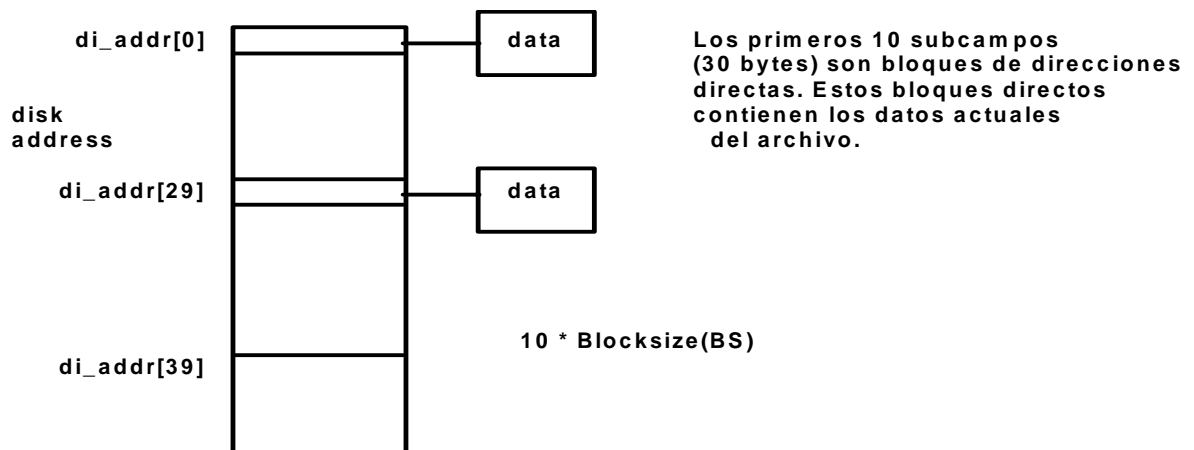 di_addr[0]
data
Los primeros 10 subcampos
(30 bytes) son bloques de direcciones
directas. Estos bloques directos
contienen los datos actuales
del archivo.
disk
address
di_addr[29]
data
10 * Blocksize(BS)
di_addr[39]